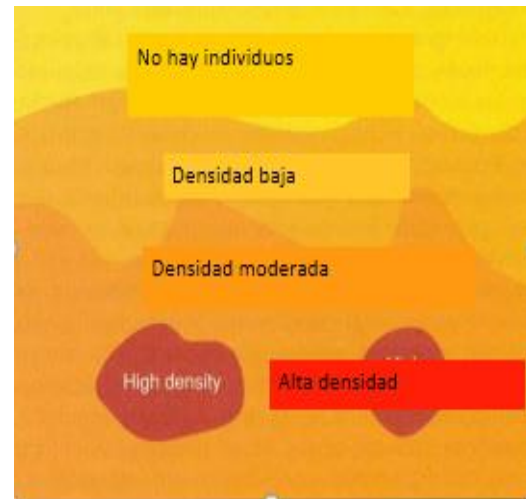 No hay individuos
Densidad baja
Densidad moderada
High density
Alta densidad